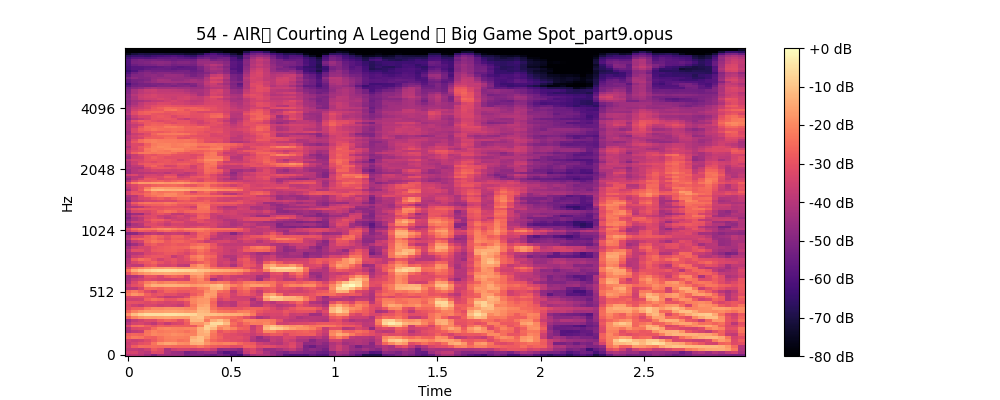 54 - AIR Courting A Legend Big Game Spot_part9.opus
Hz
4096
2048
1024
512
0
0 0.5 1 1.5 2 2.5
Time
+0 dB
-10 dB
-20 dB
-30 dB
-40 dB
-50 dB
-60 dB
-70 dB
-80 dB